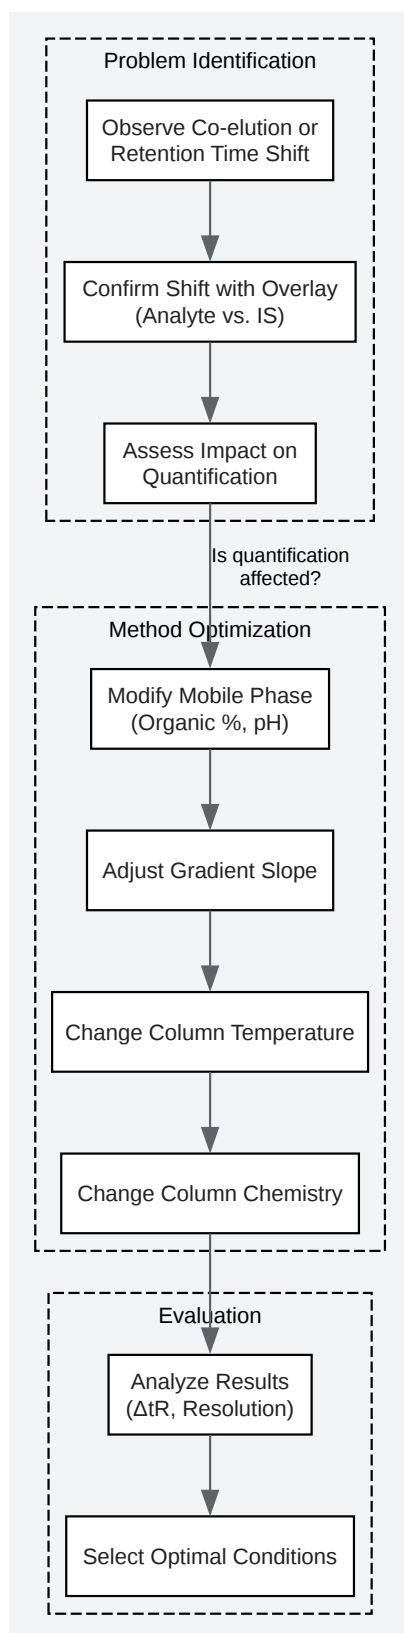 Problem Identification
Observe Co-elution or
Retention Time Shift
Confirm Shift with Overlay
(Analyte vs. IS)
Assess Impact on
Quantification
Is quantification
affected?
Method Optimization
Modify Mobile Phase
(Organic %, pH)
Adjust Gradient Slope
Change Column Temperature
Change Column Chemistry
Evaluation
Analyze Results
(ΔtR, Resolution)
Select Optimal Conditions